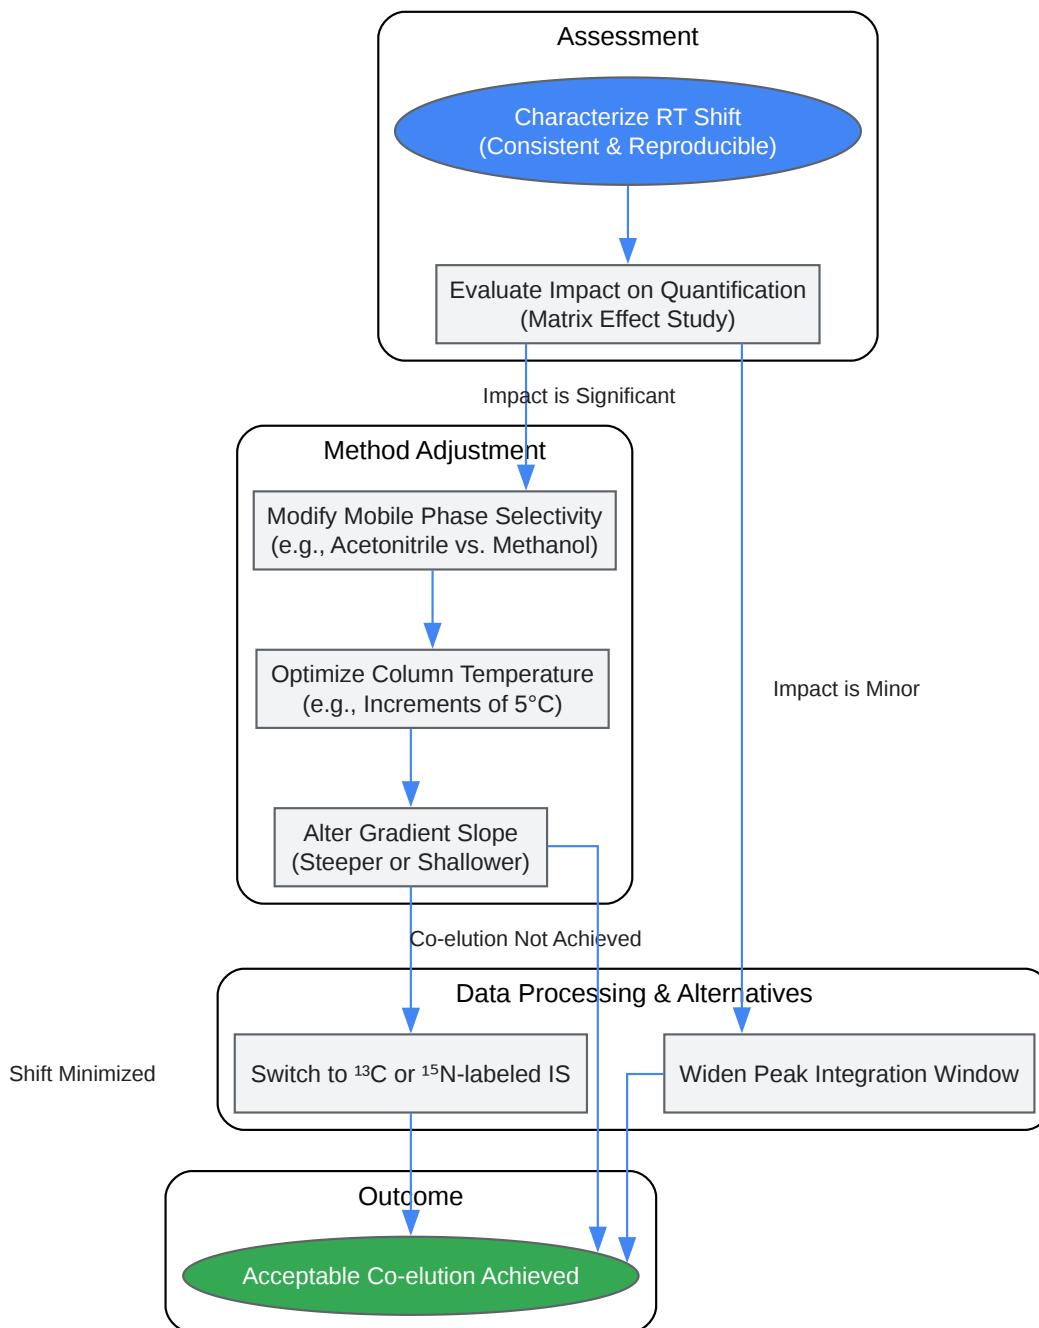 Assessment
Characterize RT Shift
(Consistent & Reproducible)
Evaluate Impact on Quantification
(Matrix Effect Study)
Impact is Significant
Method Adjustment
Modify Mobile Phase Selectivity
(e.g., Acetonitrile vs. Methanol)
Optimize Column Temperature
(e.g., Increments of 5°C)
Impact is Minor
Alter Gradient Slope
(Steeper or Shallower)
Co-elution Not Achieved
Data Processing & Alternatives
Shift Minimized
Switch to ¹³C or ¹⁵N-labeled IS
Widen Peak Integration Window
Outcome
Acceptable Co-elution Achieved